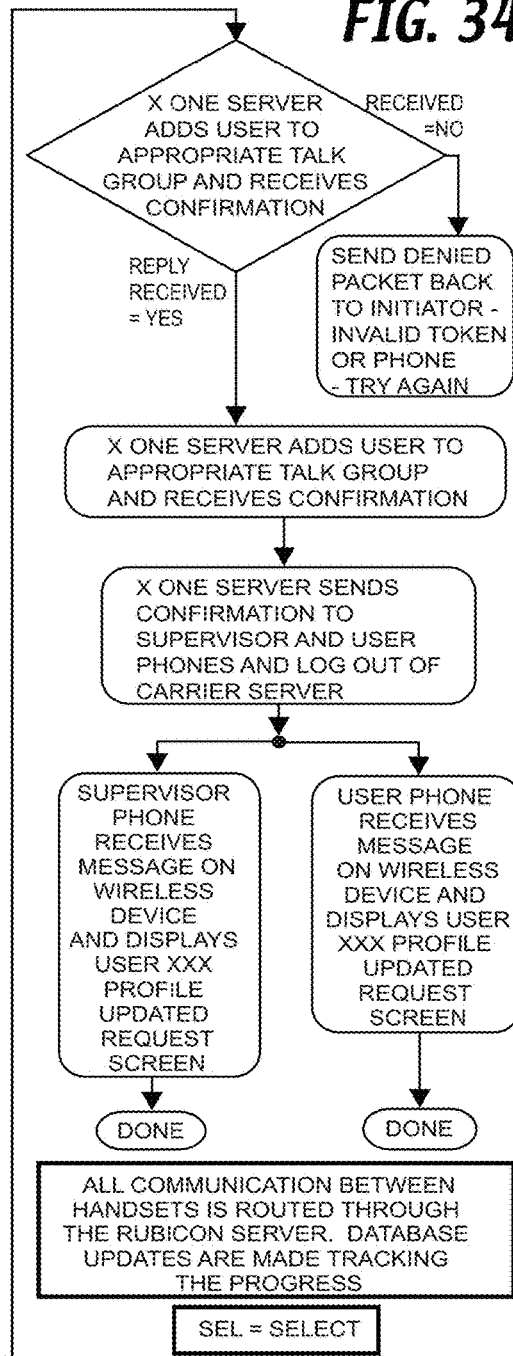 FIG. 34
X ONE SERVER
ADDS USER TO
APPROPRIATE TALK
GROUP AND RECEIVES
CONFIRMATION
RECEIVED
=NO
REPLY
RECEIVED
= YES
SEND DENIED
PACKET BACK
TO INITIATOR -
INVALID TOKEN
OR PHONE
- TRY AGAIN
X ONE SERVER ADDS USER TO
APPROPRIATE TALK GROUP
AND RECEIVES CONFIRMATION
X ONE SERVER SENDS
CONFIRMATION TO
SUPERVISOR AND USER
PHONES AND LOG OUT OF
CARRIER SERVER
SUPERVISOR
PHONE
RECEIVES
MESSAGE ON
WIRELESS
DEVICE
AND DISPLAYS
USER XXX
PROFILE
UPDATED
REQUEST
SCREEN
USER PHONE
RECEIVES
MESSAGE
ON WIRELESS
DEVICE AND
DISPLAYS USER
XXX PROFILE
UPDATED
REQUEST
SCREEN
DONE
DONE
ALL COMMUNICATION BETWEEN
HANDSETS IS ROUTED THROUGH
THE RUBICON SERVER. DATABASE
UPDATES ARE MADE TRACKING
THE PROGRESS
SEL = SELECT